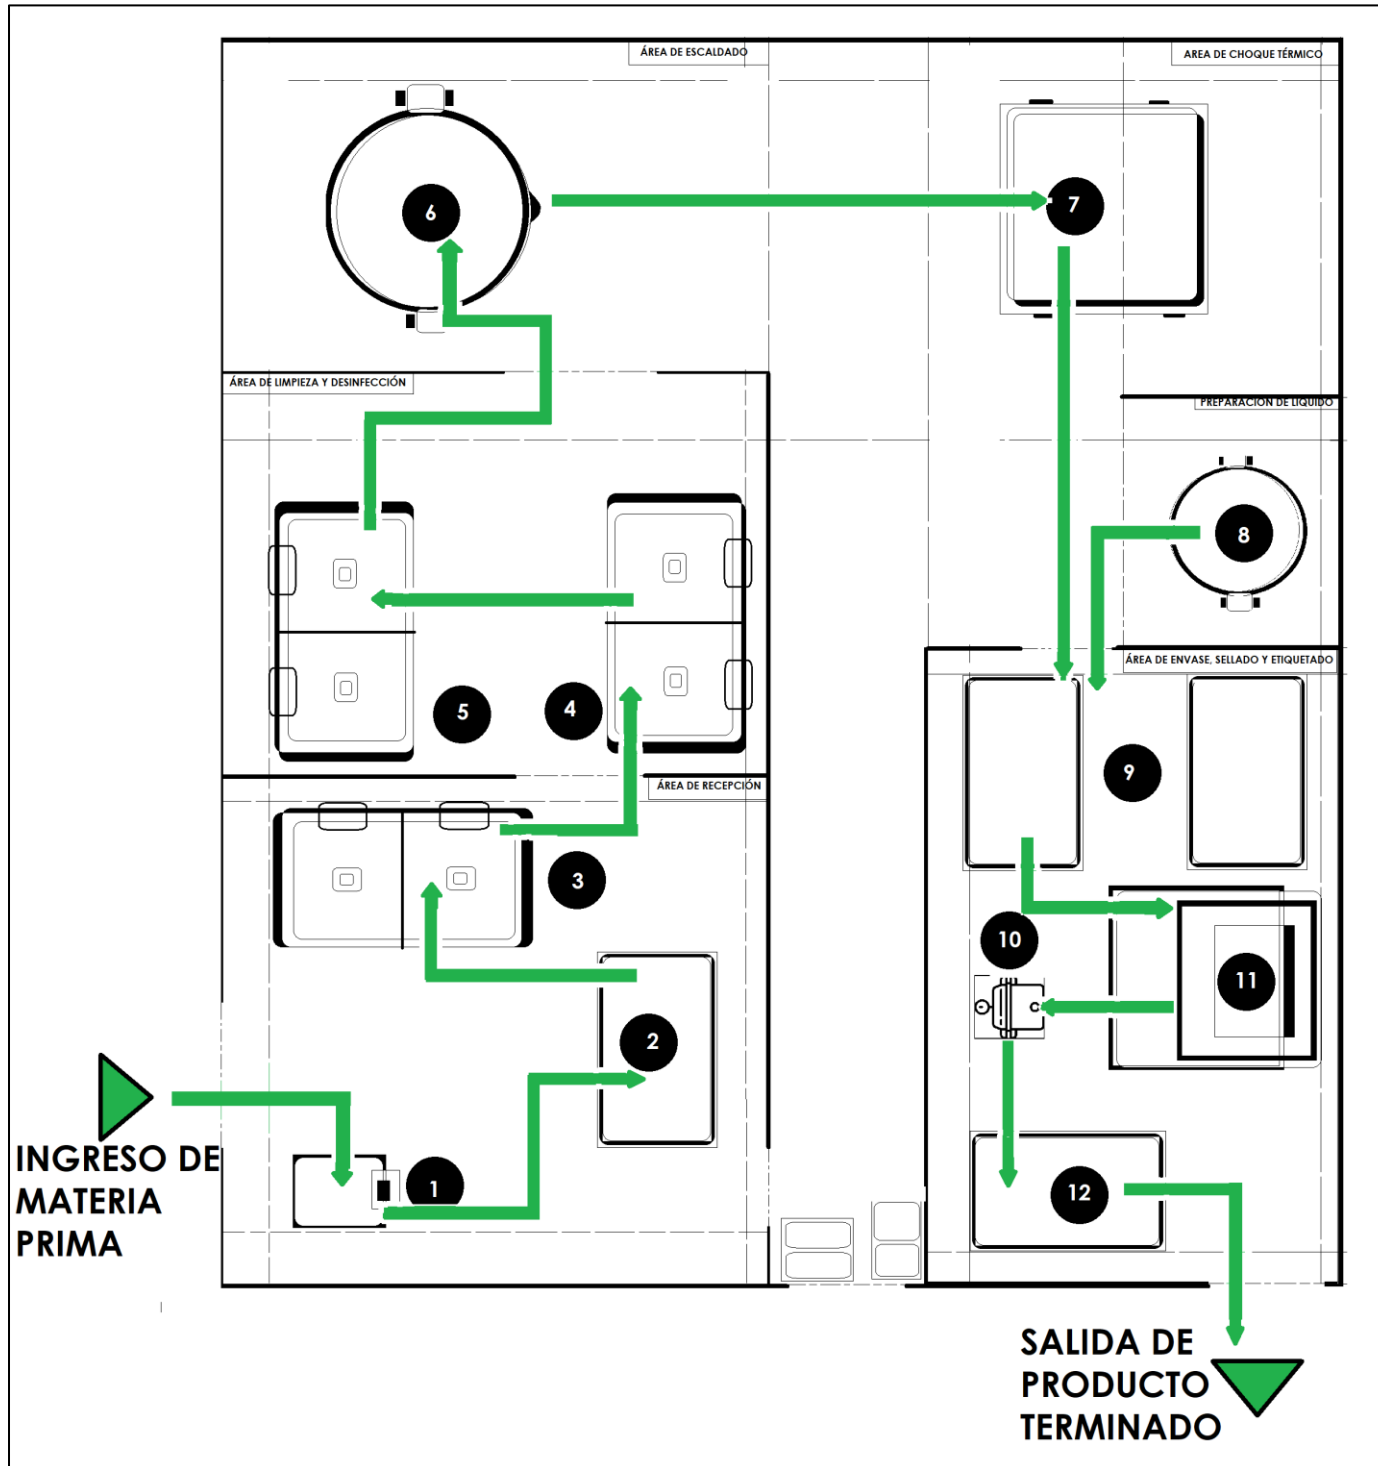 ÁREA DE ESCALDADO
AREA DE CHOQUE TÉRMICO
6
7
ÁREA DE LIMPIEZA Y DESINFECCIÓN
PREPARACION DE LIQUIDO
8
ÁREA DE ENVASE, SELLADO Y ETIQUETADO
5
4
9
ÁREA DE RECEPCIÓN
3
10
11
2
INGRESO DE
MATERIA
PRIMA
1
12
SALIDA DE
PRODUCTO
TERMINADO